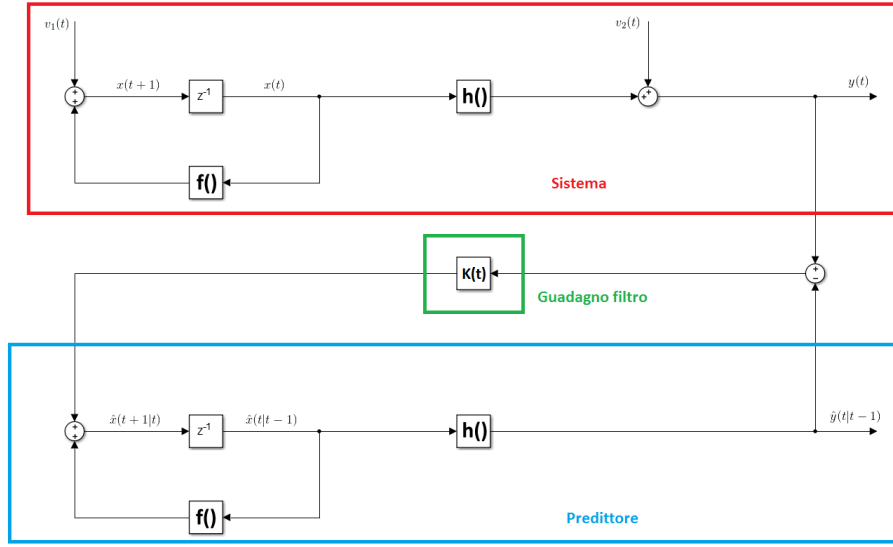 v₁(t)
v₂(t)
x(t+1)
z⁻¹
x(t)
h()
y(t)
+
+
+
+
f()
Sistema
K(t)
+
−
Guadagno filtro
x̂(t+1|t)
z⁻¹
x̂(t|t−1)
h()
ŷ(t|t−1)
+
+
f()
Predittore